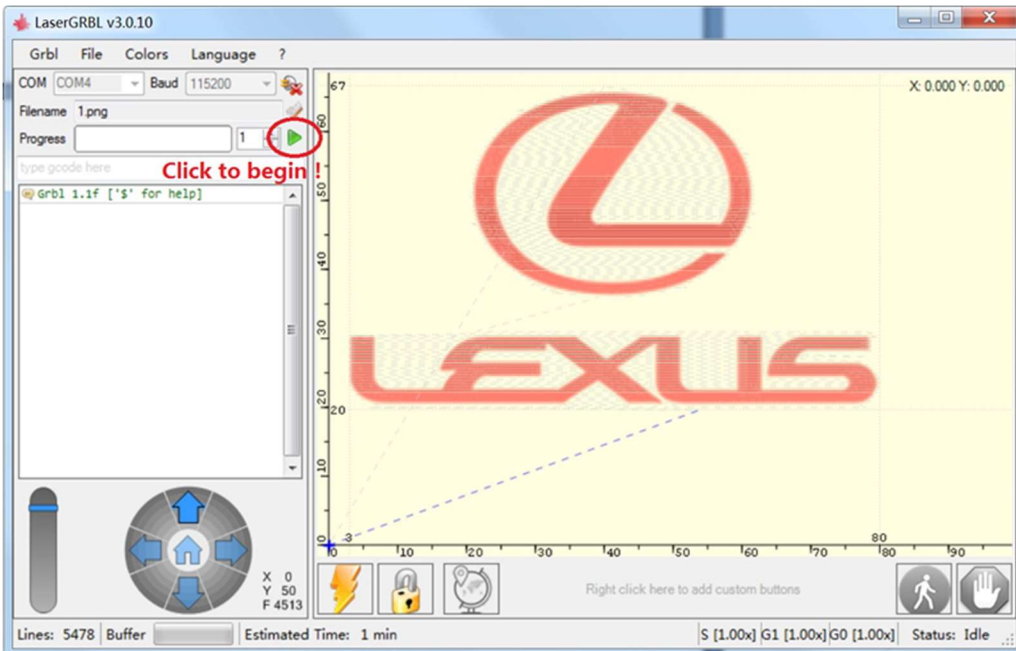 LaserGRBL v3.0.10
Grbl File Colors Language ?
COM COM4 Baud 115200
Filename 1.png
Progress 1
type gcode here
Click to begin !
Grbl 1.1f ['$' for help]
67
X: 0.000 Y: 0.000
60
50
40
30
20
20
10
0
3
80
0 10 20 30 40 50 60 70 80 90
LEXUS
X 0
Y 50
F 4513
Right click here to add custom buttons
Lines: 5478 Buffer Estimated Time: 1 min S [1.00x] G1 [1.00x] G0 [1.00x] Status: Idle